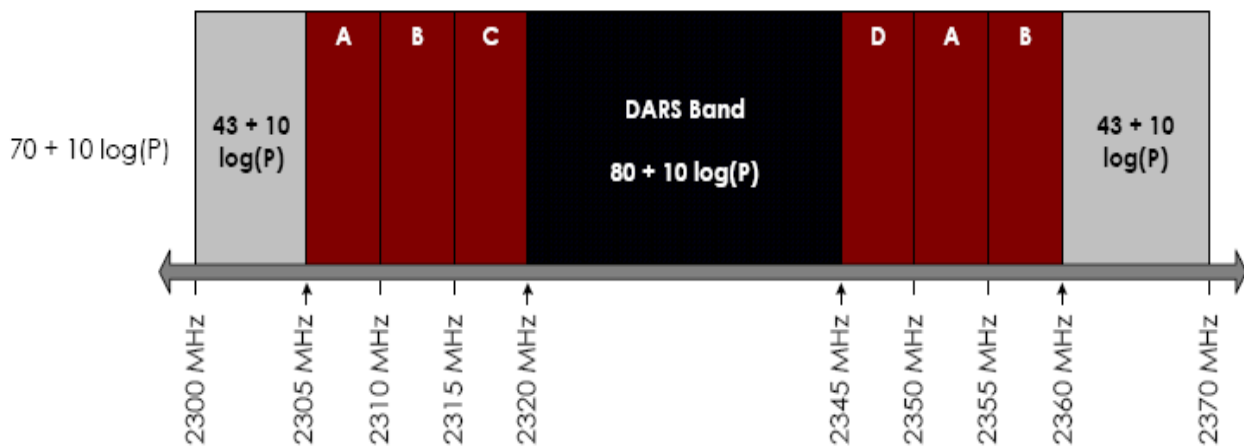 A B C D A B
70 + 10 log(P)
43 + 10
log(P)
DARS Band
80 + 10 log(P)
43 + 10
log(P)
2300 MHz
2305 MHz
2310 MHz
2315 MHz
2320 MHz
2345 MHz
2350 MHz
2355 MHz
2360 MHz
2370 MHz